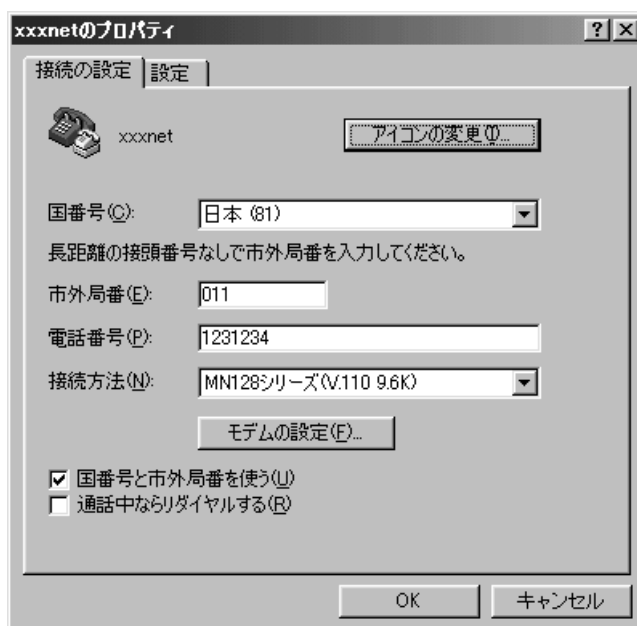 xxxnetのプロパティ
接続の設定 設定
xxxnet アイコンの変更(I)...
国番号(C): 日本 (81)
長距離の接頭番号なしで市外局番を入力してください。
市外局番(E): 011
電話番号(P): 1231234
接続方法(N): MN128シリーズ(V.110 9.6K)
モデムの設定(F)...
国番号と市外局番を使う(U)
通話中ならリダイヤルする(R)
OK キャンセル